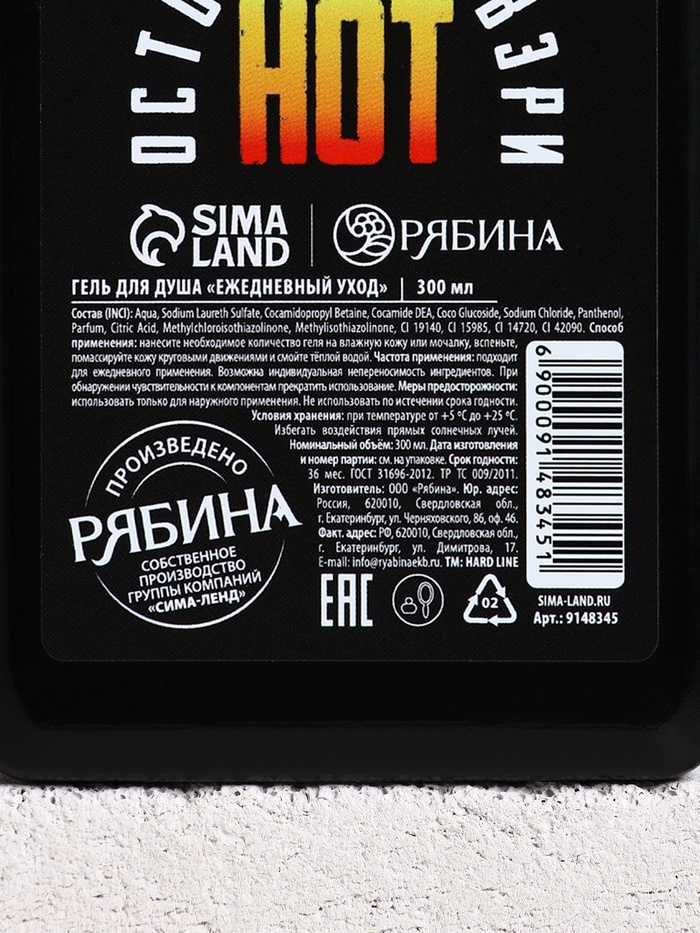 ОСТО
ВЭРИ
HOT
SIMA
LAND
РЯБИНА
ГЕЛЬ ДЛЯ ДУША «ЕЖЕДНЕВНЫЙ УХОД» | 300 мл
Состав (INCI): Aqua, Sodium Laureth Sulfate, Cocamidopropyl Betaine, Cocamide DEA, Coco Glucoside, Sodium Chloride, Panthenol,
Parfum, Citric Acid, Methylchloroisothiazolinone, Methylisothiazolinone, CI 19140, CI 15985, CI 14720, CI 42090. Способ
применения: нанесите необходимое количество геля на влажную кожу или мочалку, вспеньте,
помассируйте кожу круговыми движениями и смойте тёплой водой. Частота применения: подходит
для ежедневного применения. Возможна индивидуальная непереносимость ингредиентов. При
обнаружении чувствительности к компонентам прекратить использование. Меры предосторожности:
использовать только для наружного применения. Не использовать по истечении срока годности.
Условия хранения: при температуре от +5 ºС до +25 ºС.
Избегать воздействия прямых солнечных лучей.
Номинальный объём: 300 мл. Дата изготовления
и номер партии: см. на упаковке. Срок годности:
36 мес. ГОСТ 31696-2012. ТР ТС 009/2011.
Изготовитель: ООО «Рябина». Юр. адрес:
Россия, 620010, Свердловская обл.,
г. Екатеринбург, ул. Черняховского, 86, оф. 46.
Факт. адрес: РФ, 620010, Свердловская обл.,
г. Екатеринбург, ул. Димитрова, 17.
E-mail: info@ryabinaekb.ru. ТМ: HARD LINE
ПРОИЗВЕДЕНО
РЯБИНА
СОБСТВЕННОЕ
ПРОИЗВОДСТВО
ГРУППЫ КОМПАНИЙ
«СИМА-ЛЕНД»
EAC
02
6 900091 483451
SIMA-LAND.RU
Арт.: 9148345